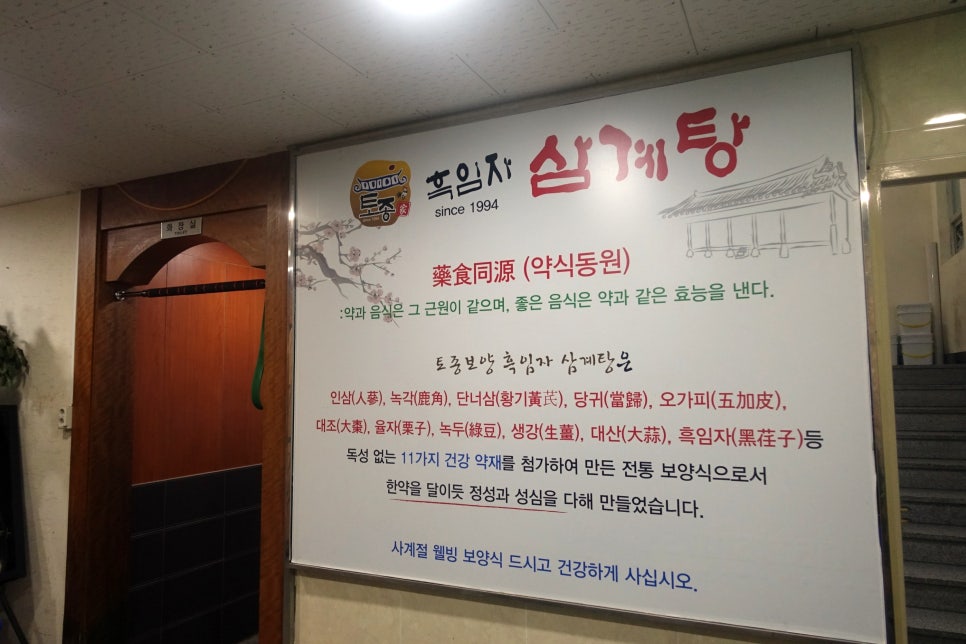 화장실
토종
흑임자 삼계탕
since 1994
藥食同源 (약식동원)
:약과 음식은 그 근원이 같으며, 좋은 음식은 약과 같은 효능을 낸다.
토종보양 흑임자 삼계탕은
인삼(人蔘), 녹각(鹿角), 단너삼(황기黃芪), 당귀(當歸), 오가피(五加皮),
대조(大棗), 율자(栗子), 녹두(綠豆), 생강(生薑), 대산(大蒜), 흑임자(黑荏子)등
독성 없는 11가지 건강 약재를 첨가하여 만든 전통 보양식으로서
한약을 달이듯 정성과 성심을 다해 만들었습니다.
사계절 웰빙 보양식 드시고 건강하게 사십시오.